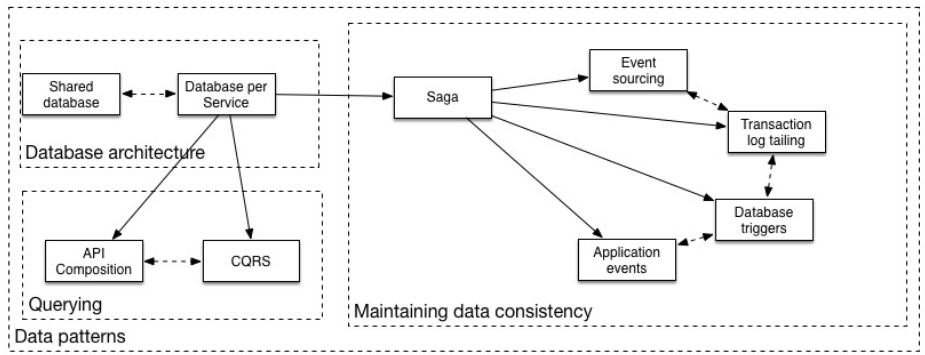 Shared
database
Database per
Service
Database architecture
API
Composition
CQRS
Querying
Data patterns
Saga
Event
sourcing
Transaction
log tailing
Database
triggers
Application
events
Maintaining data consistency